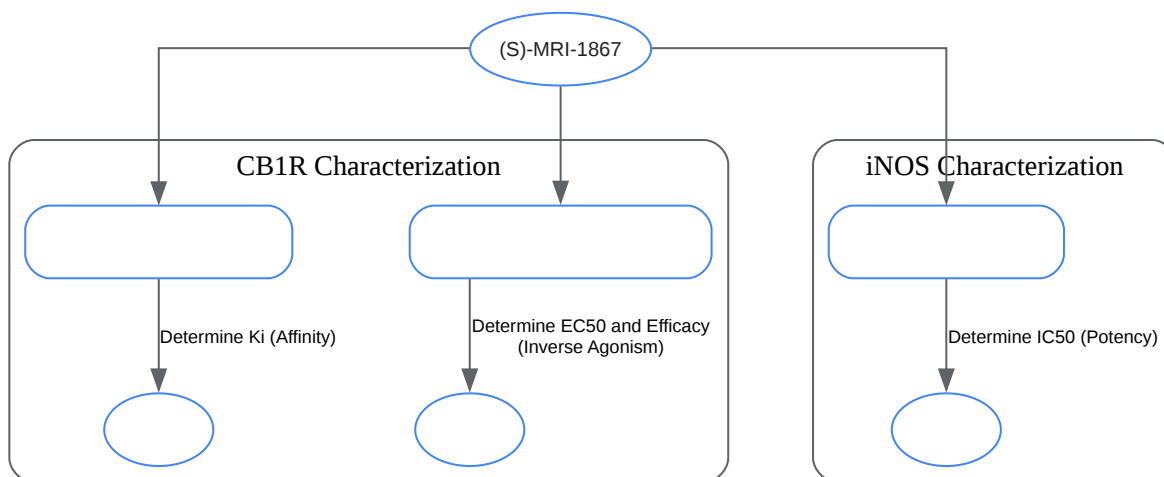 (S)-MRI-1867
CB1R Characterization
iNOS Characterization
Determine Ki (Affinity)
Determine EC50 and Efficacy
(Inverse Agonism)
Determine IC50 (Potency)